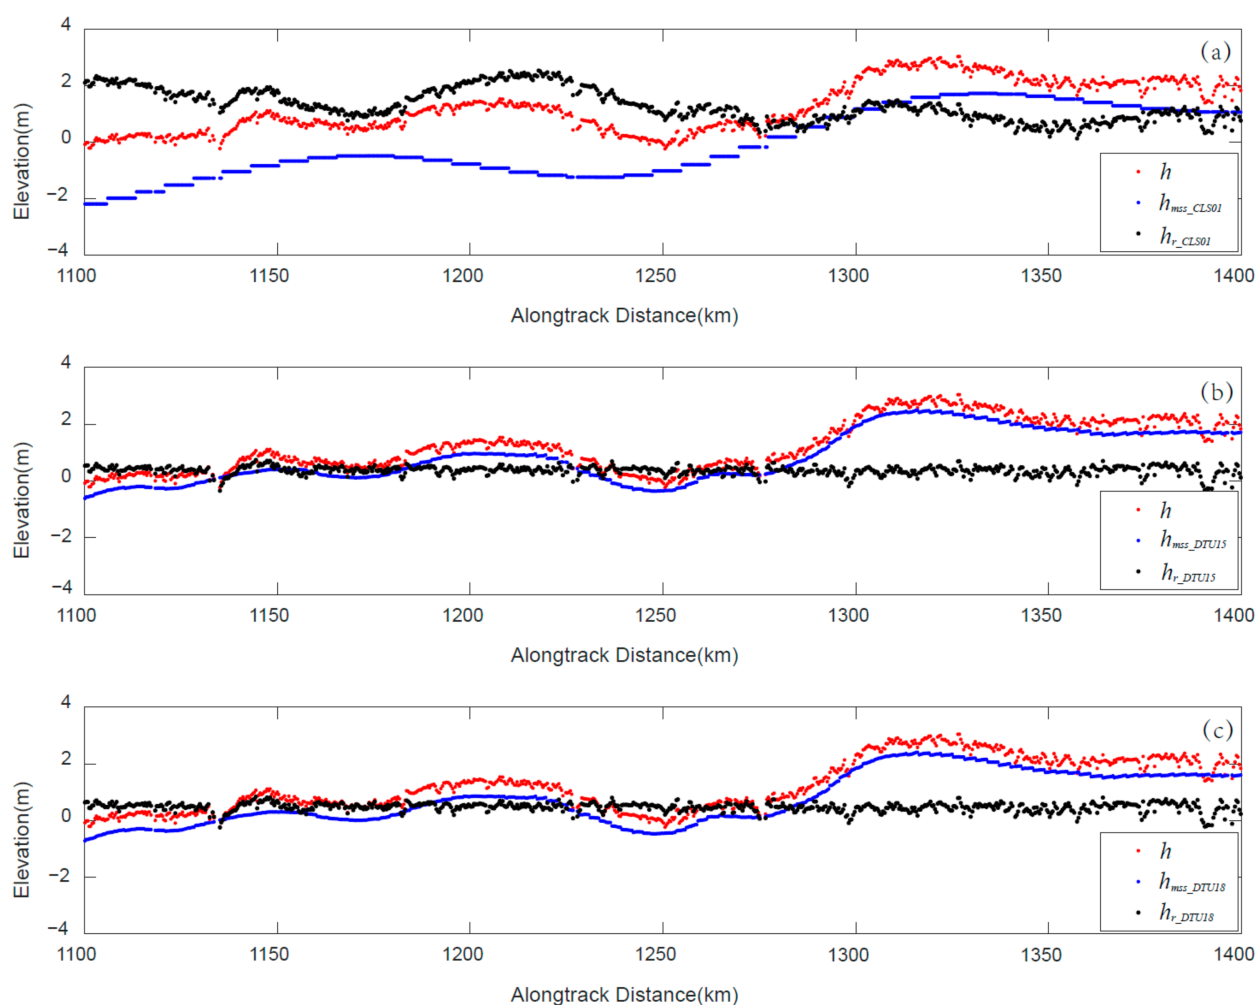 (a)
Elevation(m)
4
2
0
−2
−4
h
hmss_CLS01
hr_CLS01
1100 1150 1200 1250 1300 1350 1400
Alongtrack Distance(km)
(b)
Elevation(m)
4
2
0
−2
−4
h
hmss_DTU15
hr_DTU15
1100 1150 1200 1250 1300 1350 1400
Alongtrack Distance(km)
(c)
Elevation(m)
4
2
0
−2
−4
h
hmss_DTU18
hr_DTU18
1100 1150 1200 1250 1300 1350 1400
Alongtrack Distance(km)